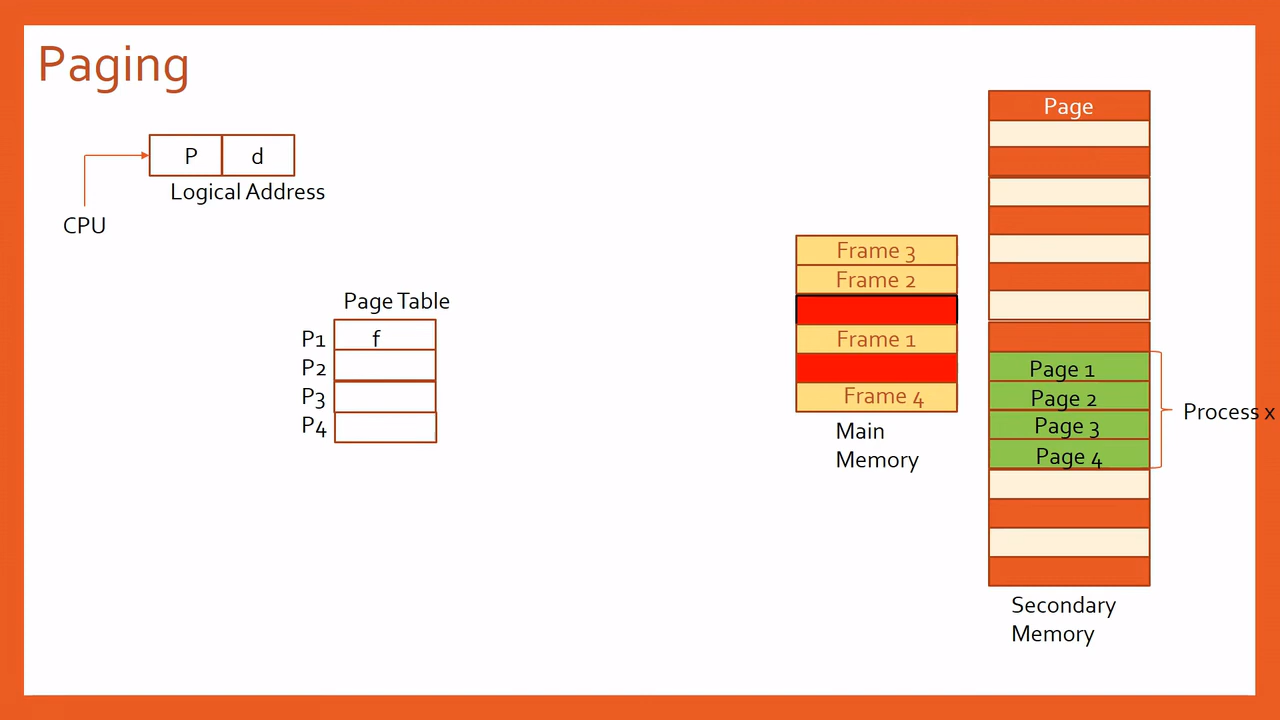 Paging
P d
Logical Address
CPU
Page Table
P1 f
P2
P3
P4
Frame 3
Frame 2
Frame 1
Frame 4
Main
Memory
Page
Page 1
Page 2
Page 3
Page 4
Process x
Secondary
Memory